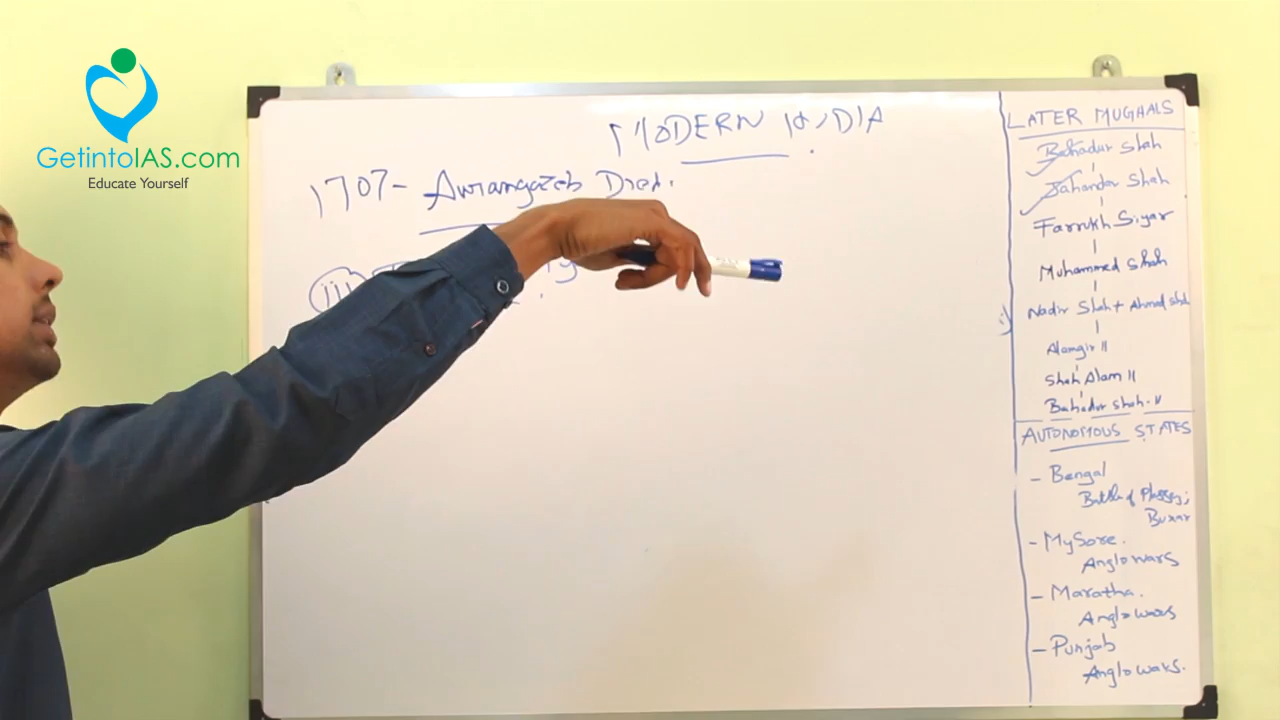 GetintoIAS.com
Educate Yourself
MODERN INDIA
1707- Aurangazeb Died.
(iii)
LATER MUGHALS
Bahadur Shah
Jahandar Shah
Farrukh Siyar
Muhammed Shah
Nadir Shah + Ahmad Shah
Alamgir II
Shah Alam II
Bahadur Shah-II
AUTONOMOUS STATES
- Bengal
Battle of Plassey;
Buxar
- Mysore.
Anglo wars
- Maratha.
Anglo wars
- Punjab
Anglo wars.